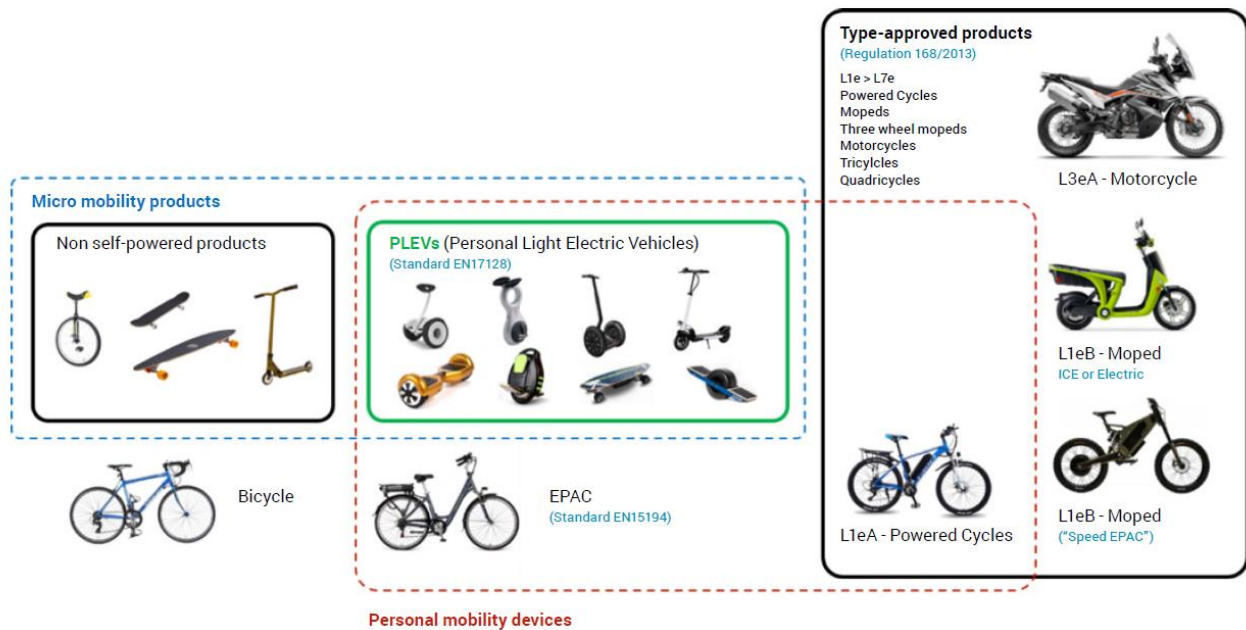 Type-approved products
(Regulation 168/2013)
L1e > L7e
Powered Cycles
Mopeds
Three wheel mopeds
Motorcycles
Tricylcles
Quadricycles
L3eA - Motorcycle
Micro mobility products
Non self-powered products
PLEVs (Personal Light Electric Vehicles)
(Standard EN17128)
L1eB - Moped
ICE or Electric
Bicycle
EPAC
(Standard EN15194)
L1eA - Powered Cycles
L1eB - Moped
("Speed EPAC")
Personal mobility devices